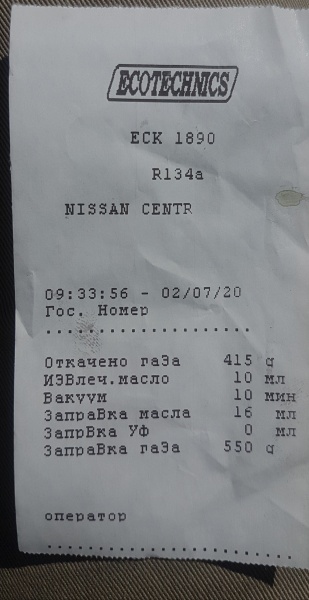 ECOTECHNICS
ECK 1890
R134a
NISSAN CENTR
09:33:56 - 02/07/20
Гос. Номер
.....................
Откачено газа 415 g
Извлеч.масло 10 мл
Вакуум 10 мин
Заправка масла 16 мл
Запрвка Уф 0 мл
Заправка газа 550 g
оператор
.........................